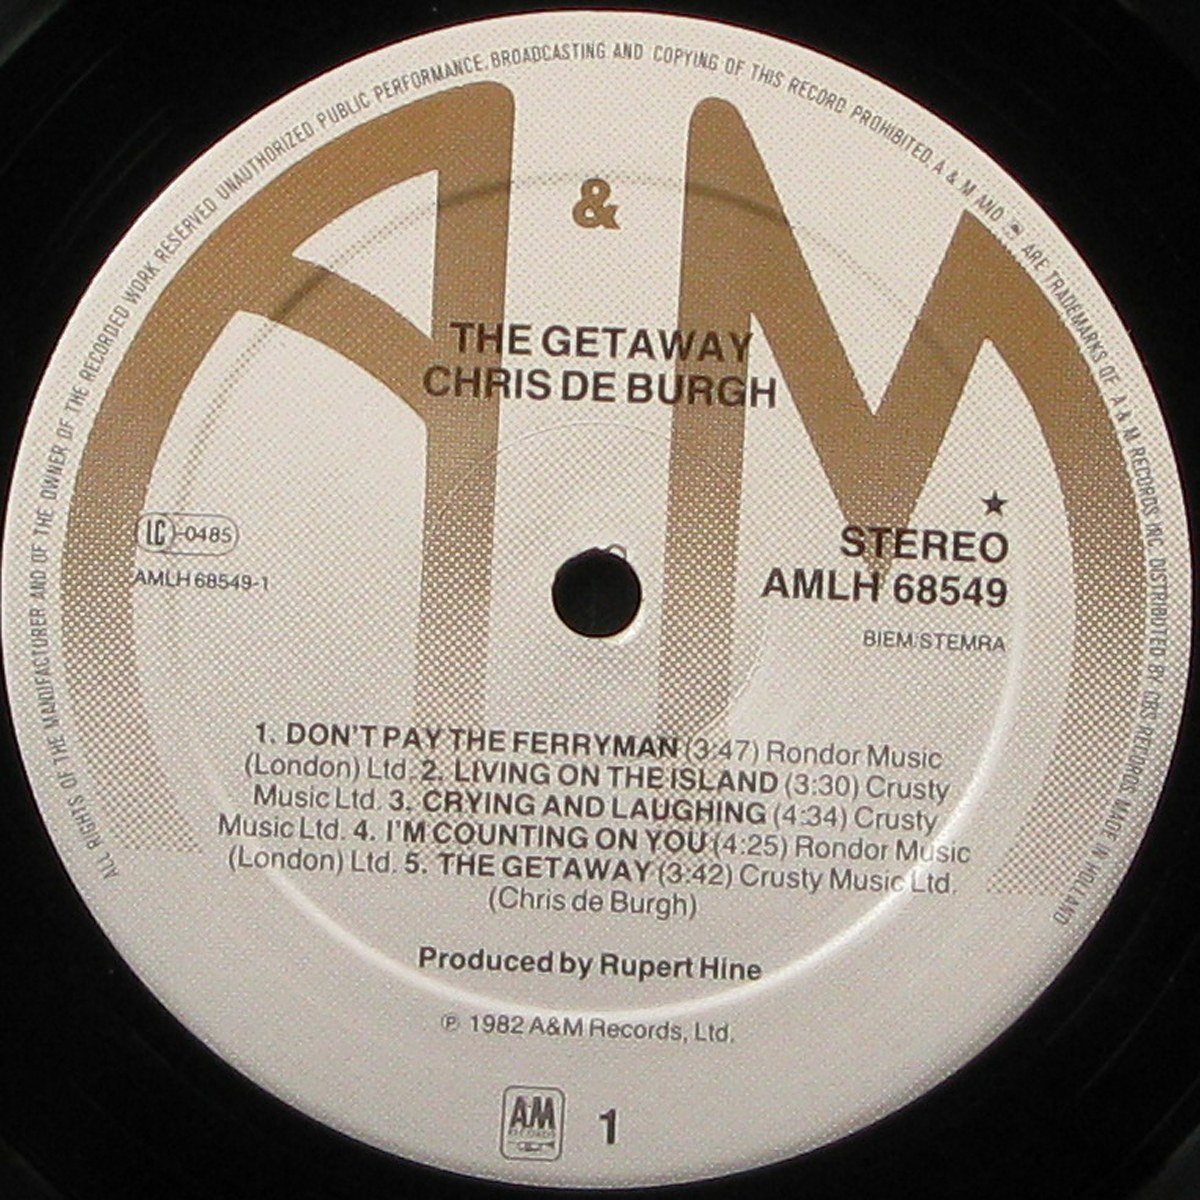 ALL RIGHTS OF THE MANUFACTURER AND OF THE OWNER OF THE RECORDED WORK RESERVED UNAUTHORIZED PUBLIC PERFORMANCE, BROADCASTING AND COPYING OF THIS RECORD PROHIBITED A & M AND ARE TRADEMARKS OF A & M RECORDS INC DISTRIBUTED BY CBS RECORDS MADE IN HOLLAND
A & M
THE GETAWAY
CHRIS DE BURGH
LC-0485
AMLH 68549-1
★
STEREO
AMLH 68549
BIEM/STEMRA
1. DON'T PAY THE FERRYMAN (3:47) Rondor Music
(London) Ltd. 2. LIVING ON THE ISLAND (3:30) Crusty
Music Ltd. 3. CRYING AND LAUGHING (4:34) Crusty
Music Ltd. 4. I'M COUNTING ON YOU (4:25) Rondor Music
(London) Ltd. 5. THE GETAWAY (3:42) Crusty Music Ltd.
(Chris de Burgh)
Produced by Rupert Hine
℗ 1982 A&M Records, Ltd.
A&M
RECORDS
1